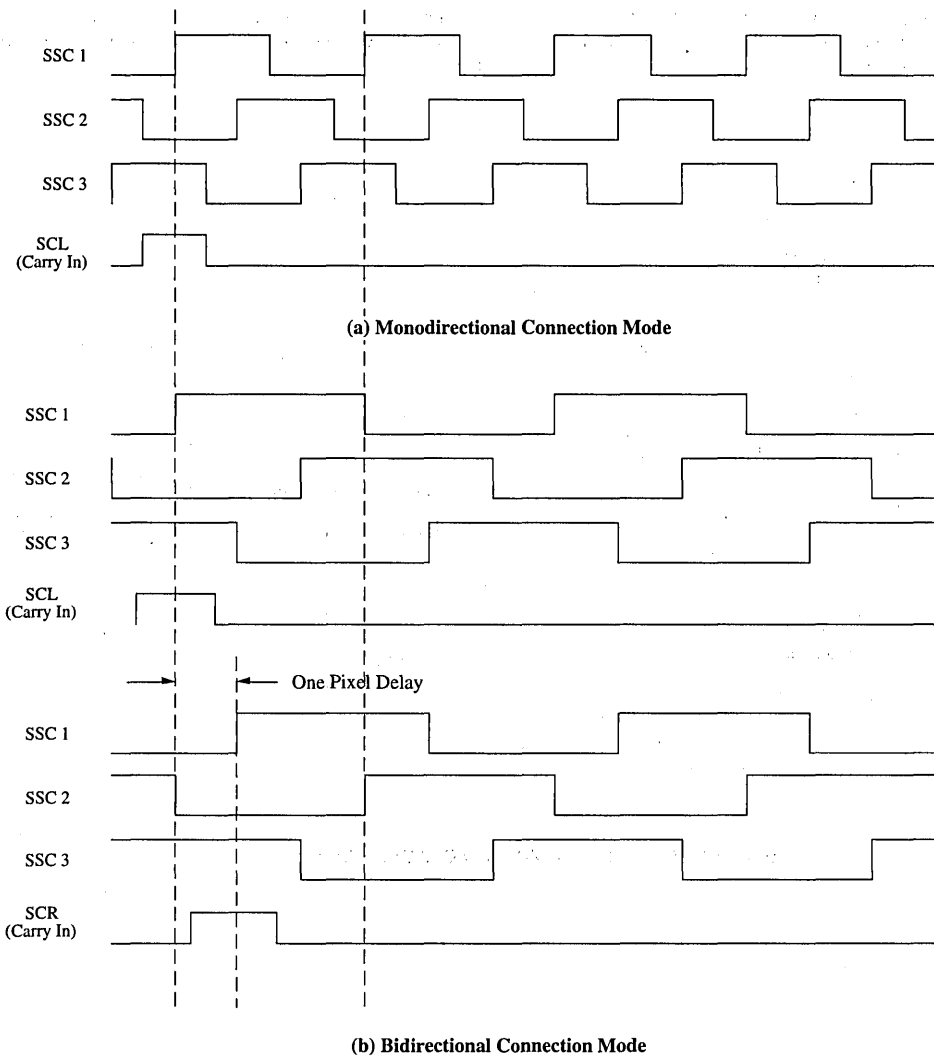 SSC 1
SSC 2
SSC 3
SCL
(Carry In)
(a) Monodirectional Connection Mode
SSC 1
SSC 2
SSC 3
SCL
(Carry In)
One Pixel Delay
SSC 1
SSC 2
SSC 3
SCR
(Carry In)
(b) Bidirectional Connection Mode